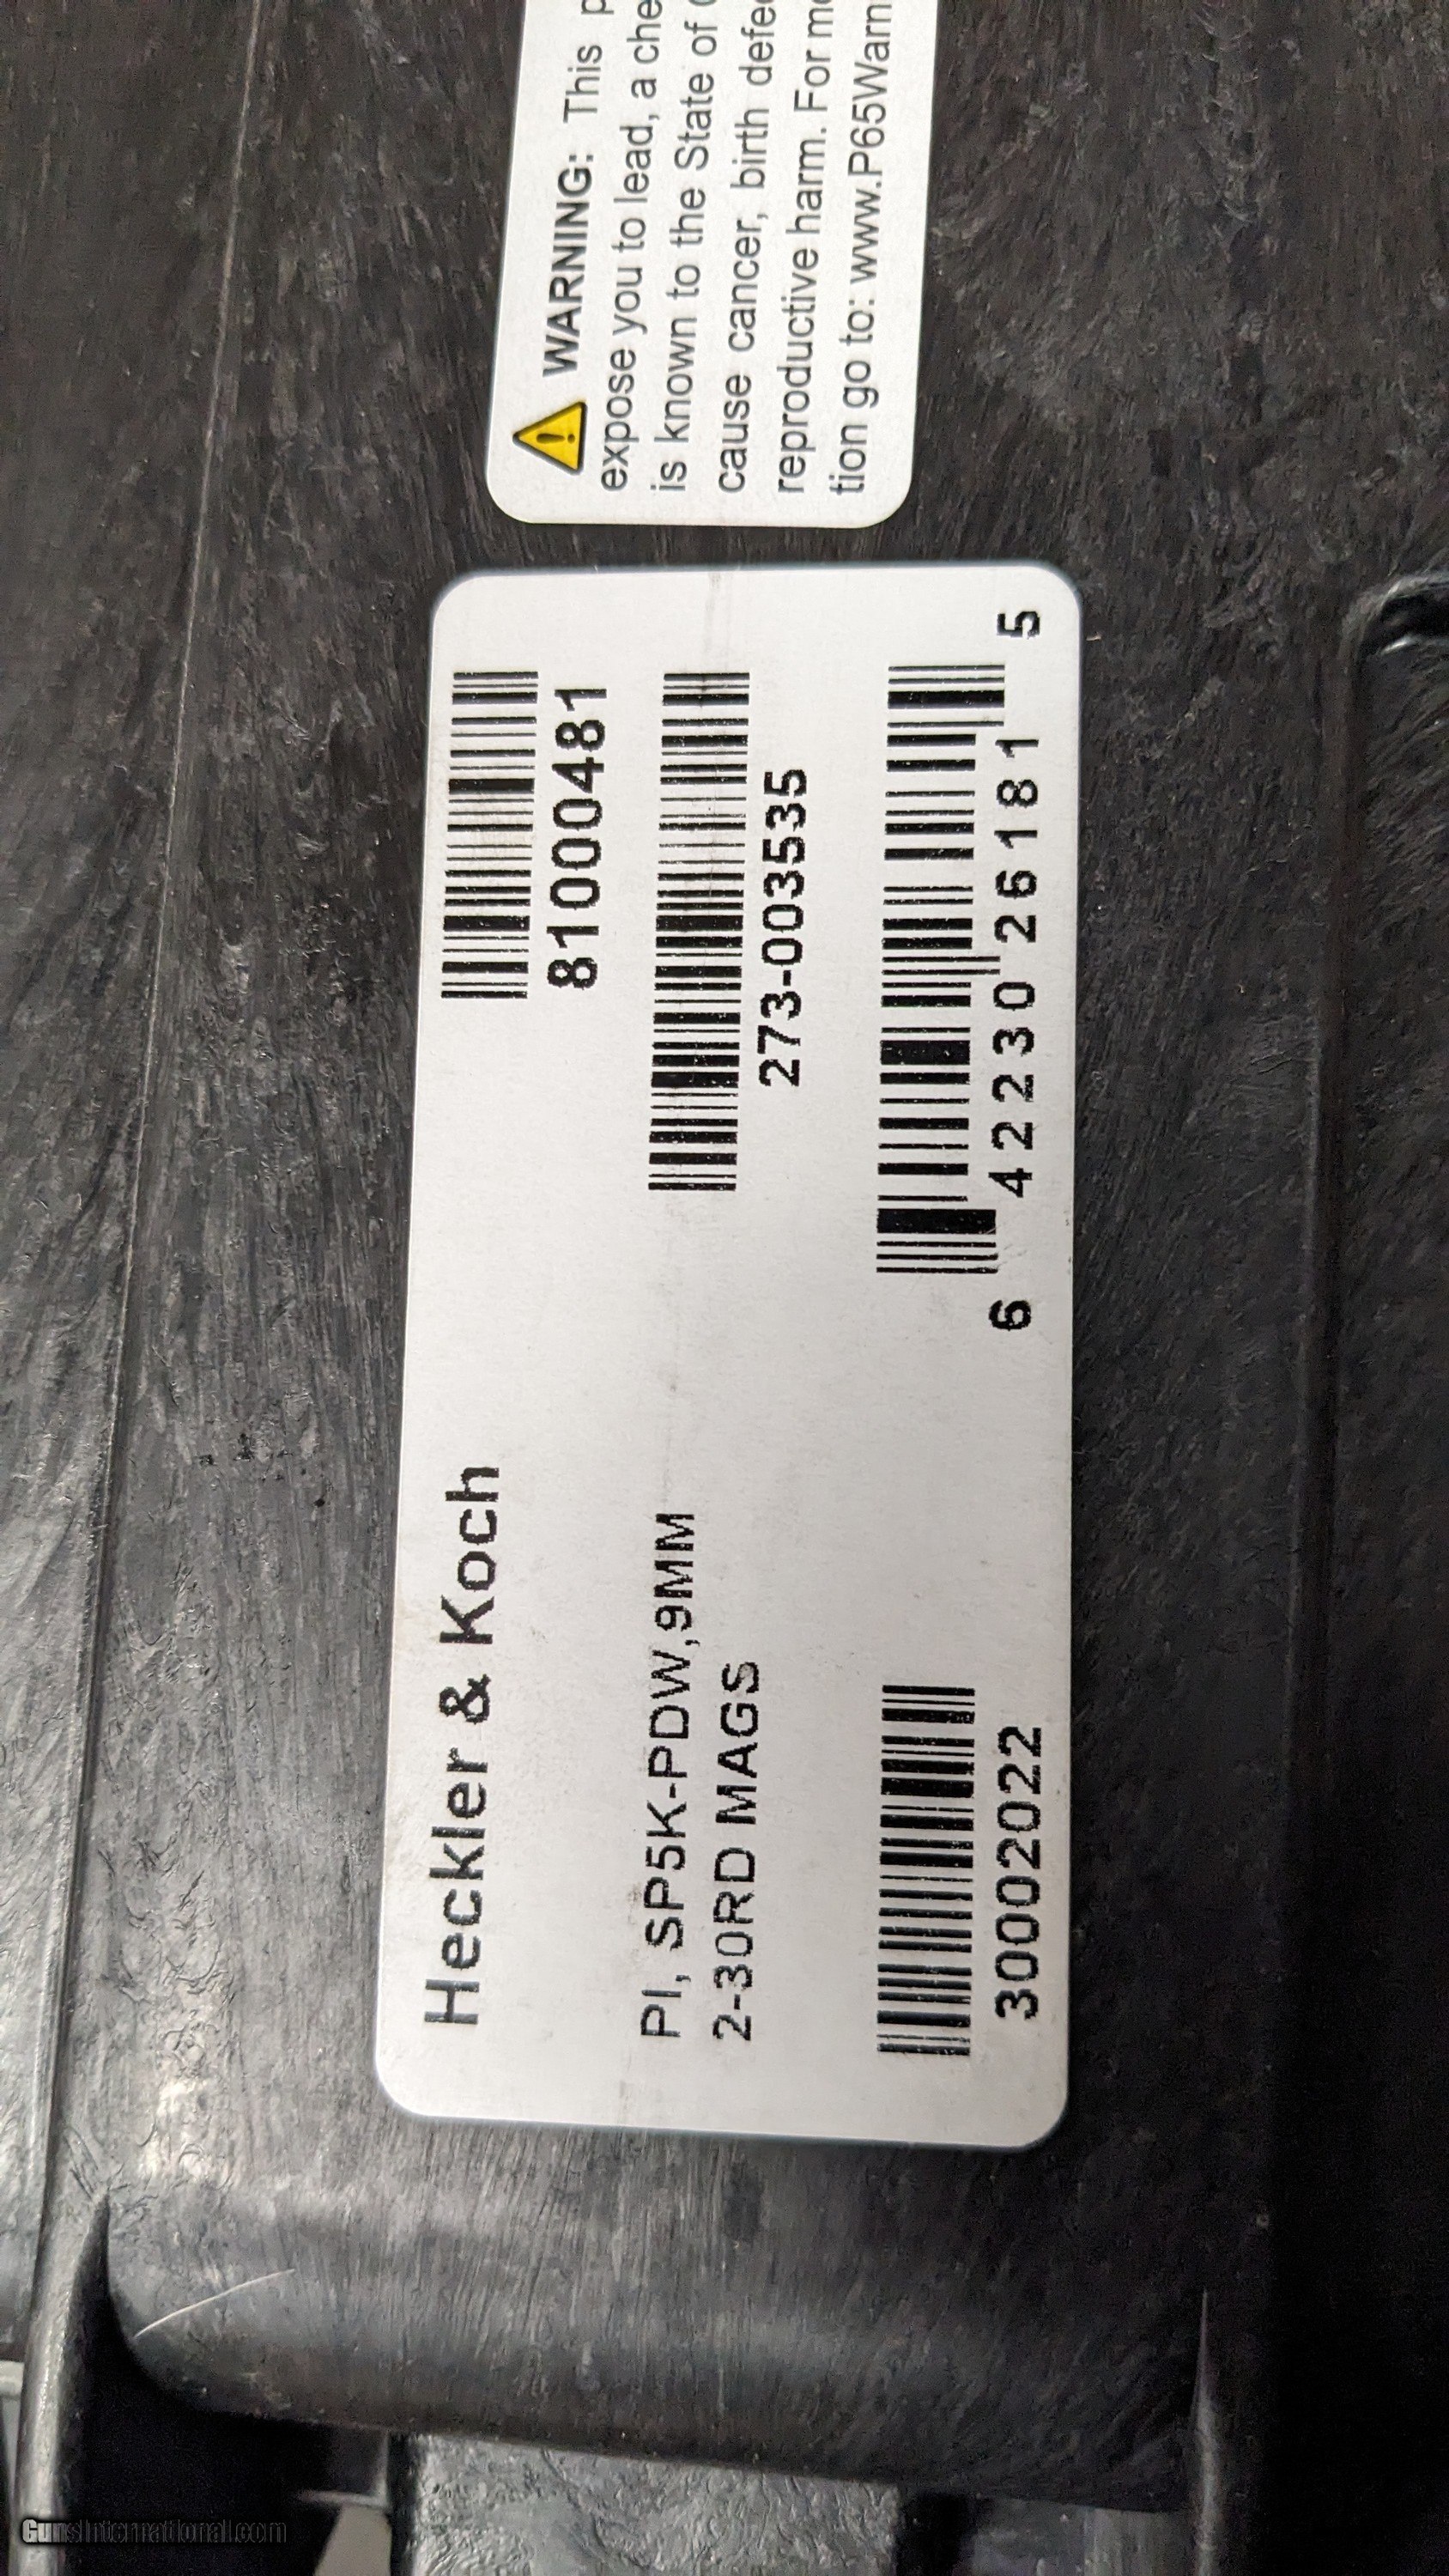 Heckler & Koch
81000481
PI, SP5K-PDW,9MM
2-30RD MAGS
273-003535
30002022
6 42230 26181 5
WARNING: This p
expose you to lead, a che
is known to the State of
cause cancer, birth defe
reproductive harm. For mo
tion go to: www.P65Warn
GunsInternational.com